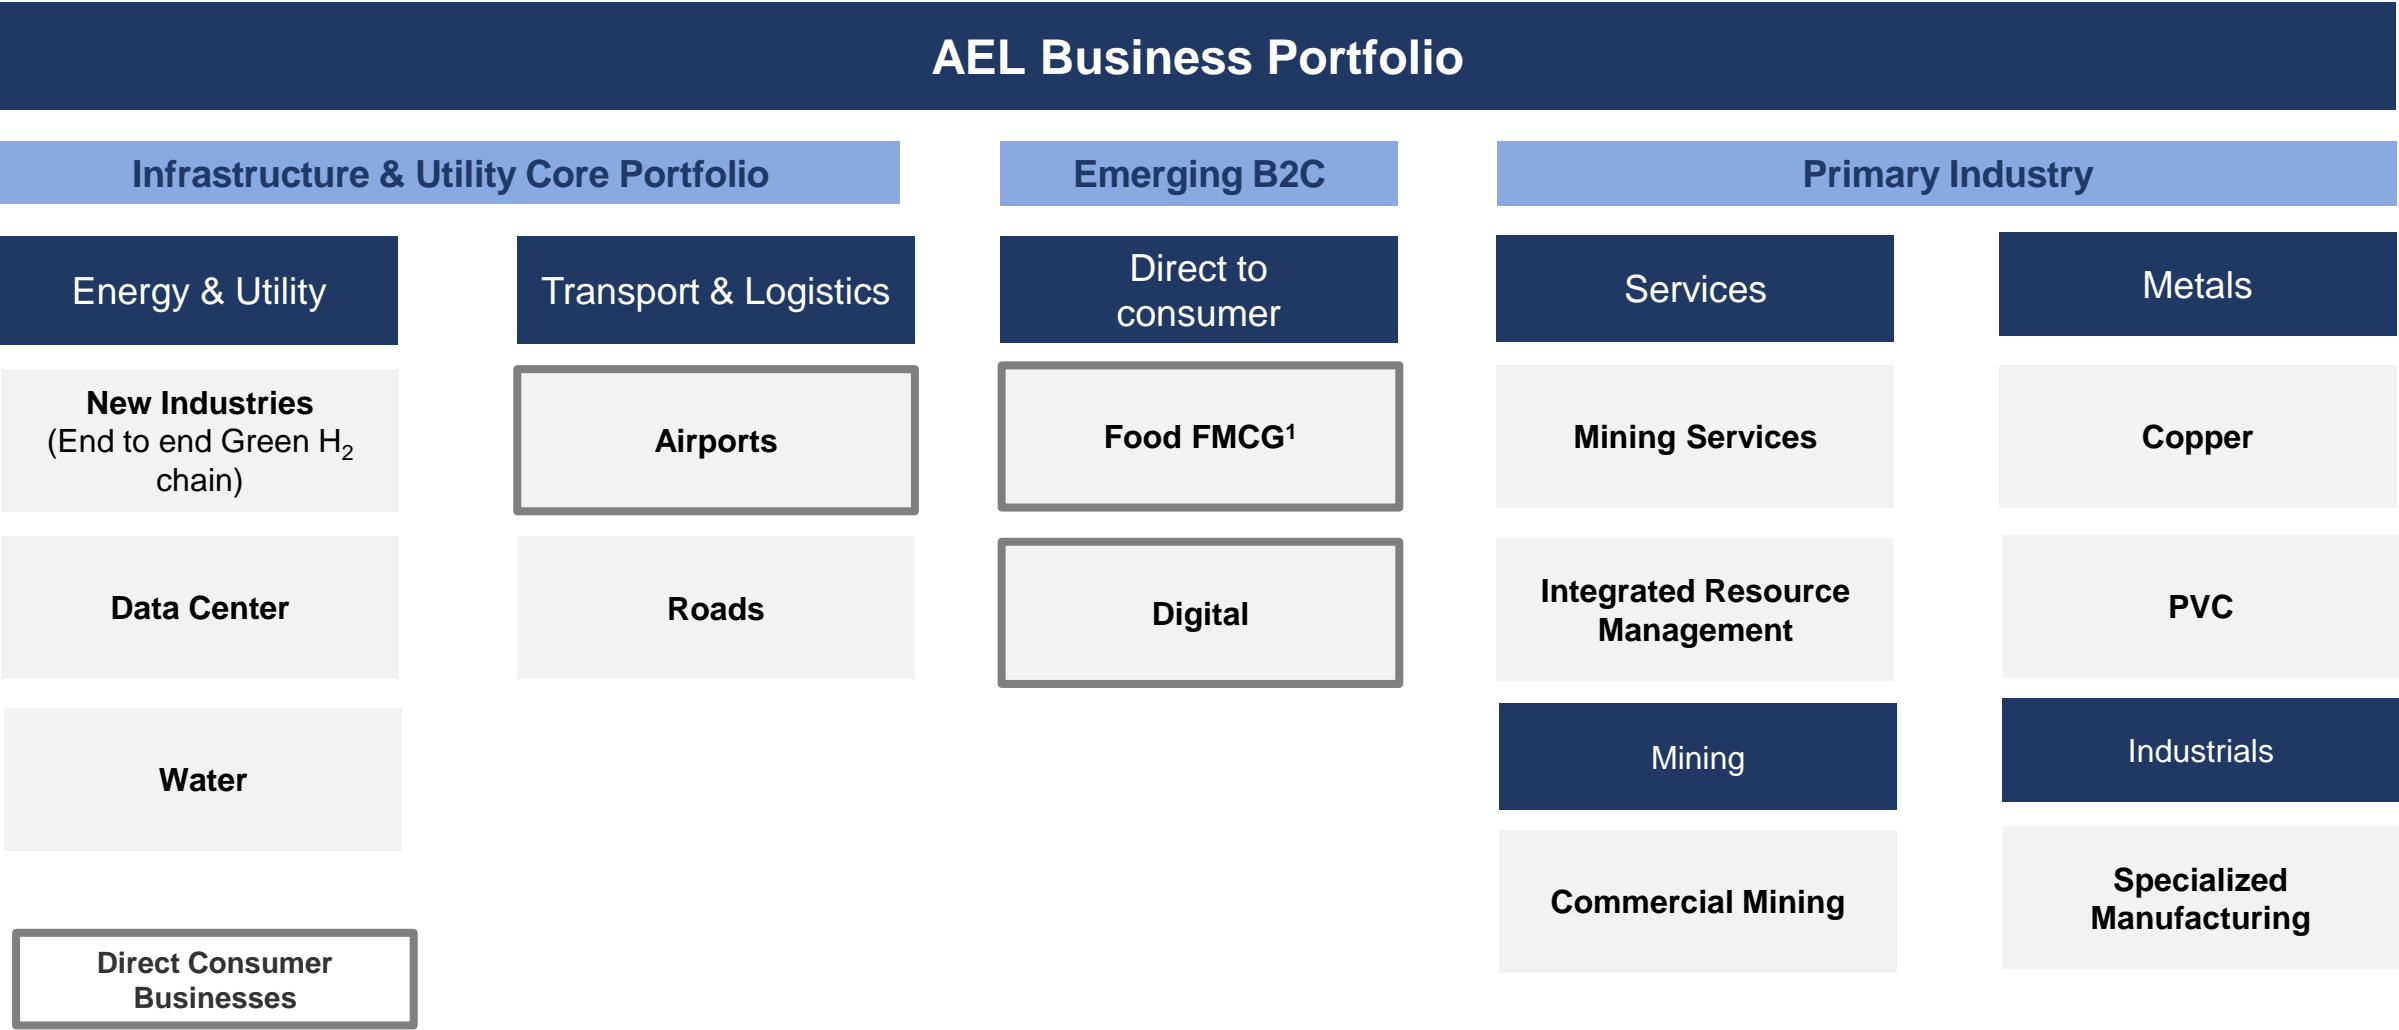 AEL Business Portfolio
Infrastructure & Utility Core Portfolio
Emerging B2C
Primary Industry
Energy & Utility
Transport & Logistics
Direct to
consumer
Services
Metals
New Industries
(End to end Green H₂
chain)
Airports
Food FMCG¹
Mining Services
Copper
Data Center
Roads
Digital
Integrated Resource
Management
PVC
Water
Mining
Industrials
Commercial Mining
Specialized
Manufacturing
Direct Consumer
Businesses